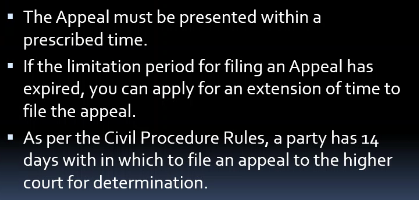 ▪ The Appeal must be presented within a
prescribed time.
▪ If the limitation period for filing an Appeal has
expired, you can apply for an extension of time to
file the appeal.
▪ As per the Civil Procedure Rules, a party has 14
days with in which to file an appeal to the higher
court for determination.